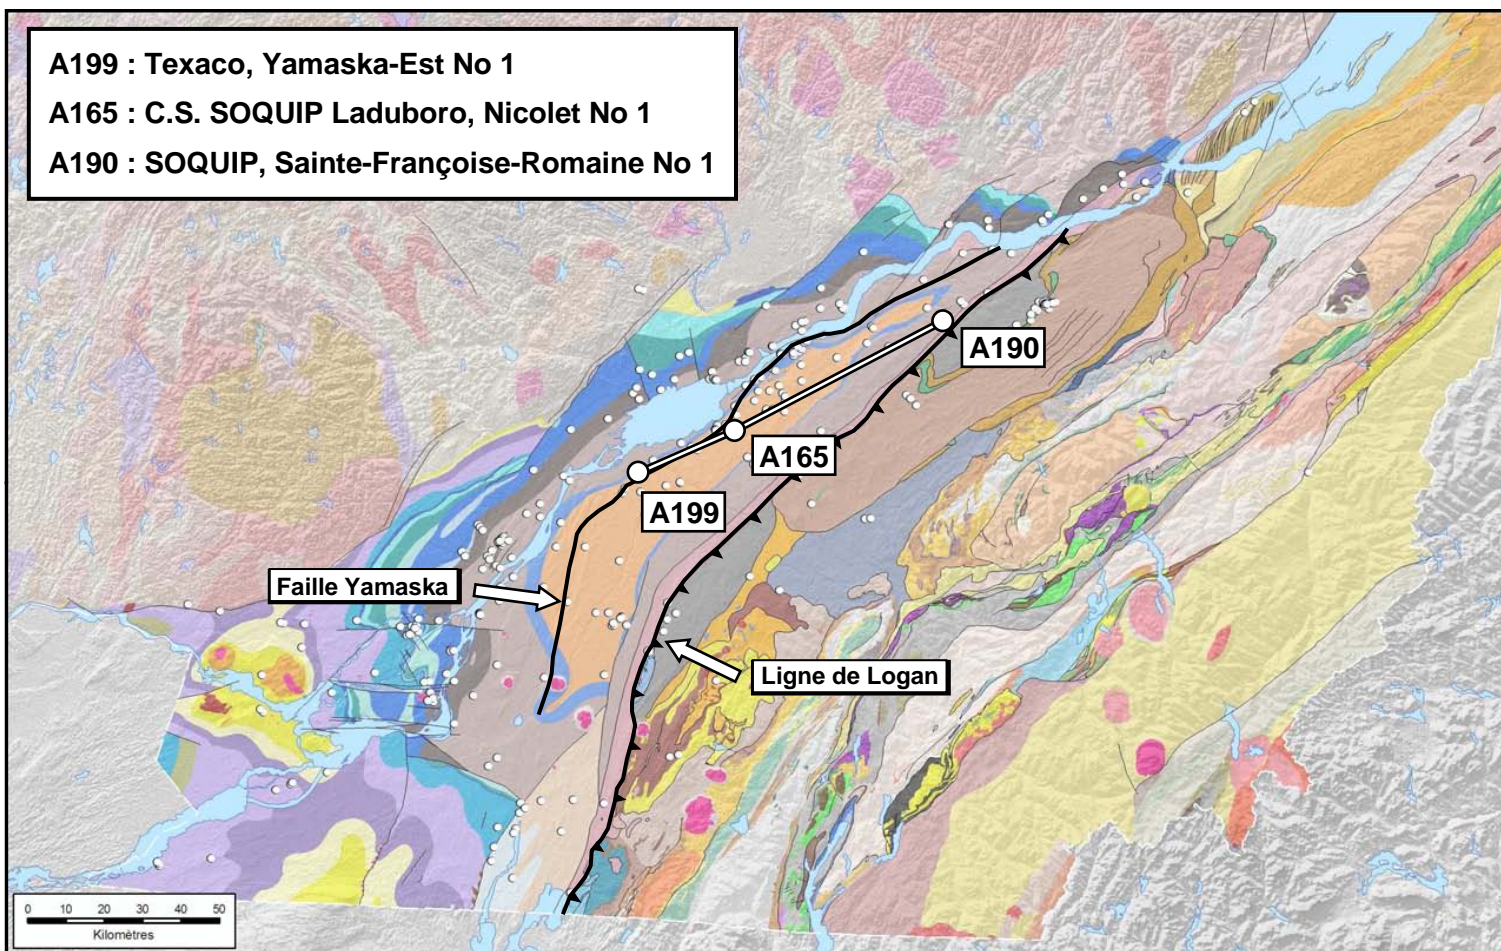 A199 : Texaco, Yamaska-Est No 1
A165 : C.S. SOQUIP Laduboro, Nicolet No 1
A190 : SOQUIP, Sainte-Françoise-Romaine No 1
A190
A165
A199
Faille Yamaska
Ligne de Logan
0 10 20 30 40 50
Kilomètres